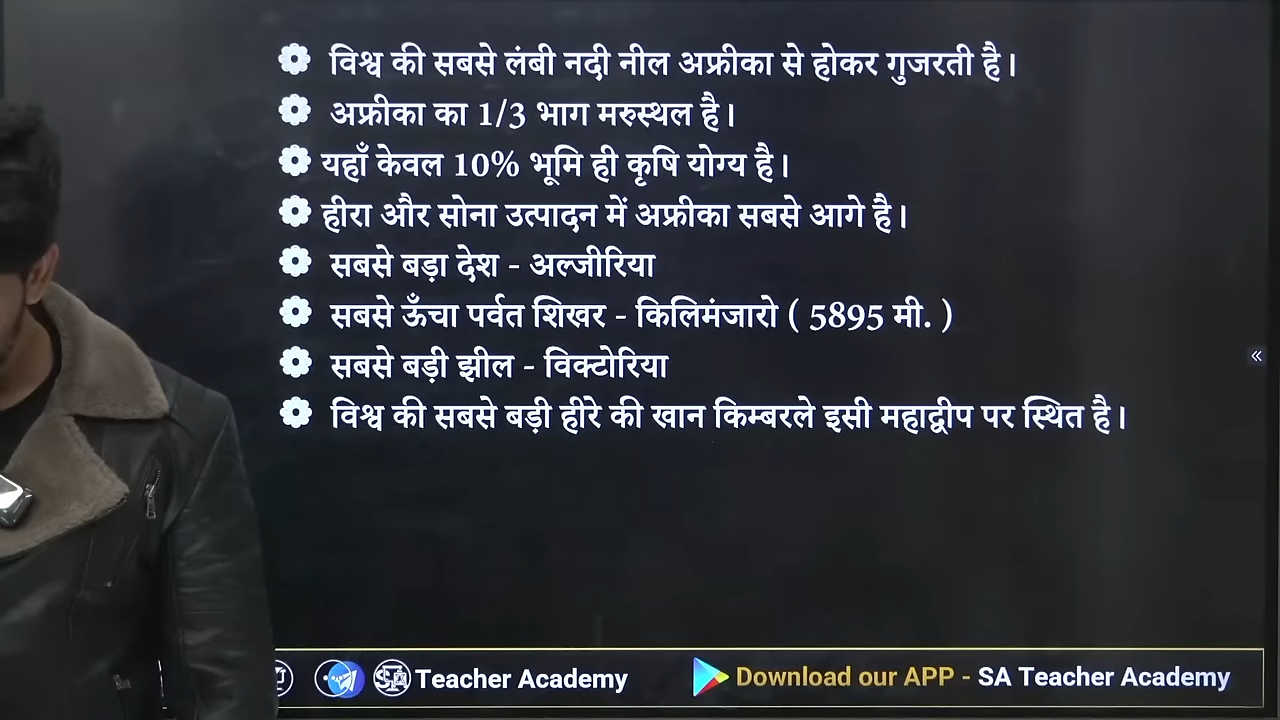 विश्व की सबसे लंबी नदी नील अफ्रीका से होकर गुजरती है।
अफ्रीका का 1/3 भाग मरुस्थल है।
यहाँ केवल 10% भूमि ही कृषि योग्य है।
हीरा और सोना उत्पादन में अफ्रीका सबसे आगे है।
सबसे बड़ा देश - अल्जीरिया
सबसे ऊँचा पर्वत शिखर - किलिमंजारो ( 5895 मी. )
सबसे बड़ी झील - विक्टोरिया
विश्व की सबसे बड़ी हीरे की खान किम्बरले इसी महाद्वीप पर स्थित है।
Teacher Academy Download our APP - SA Teacher Academy